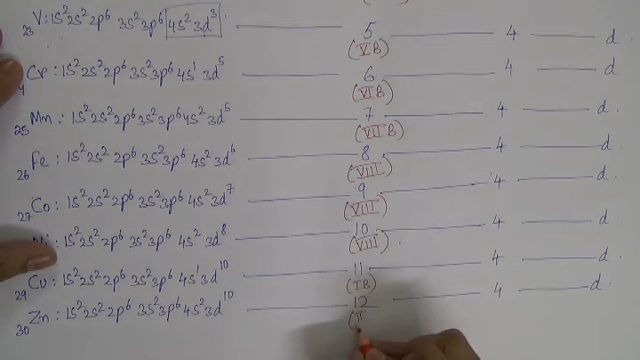 23V: 1s² 2s² 2p⁶ 3s² 3p⁶ 4s² 3d³ 5 4 d
(VB)
Cr: 1s² 2s² 2p⁶ 3s² 3p⁶ 4s¹ 3d⁵ 6 4 d
(VIB)
25Mn: 1s² 2s² 2p⁶ 3s² 3p⁶ 4s² 3d⁵ 7 4 d.
(VIIB)
26Fe: 1s² 2s² 2p⁶ 3s² 3p⁶ 4s² 3d⁶ 8 4 d.
(VIII)
27Co: 1s² 2s² 2p⁶ 3s² 3p⁶ 4s² 3d⁷ 9 4 d.
(VIII)
Ni: 1s² 2s² 2p⁶ 3s² 3p⁶ 4s² 3d⁸ 10 4 d.
(VIII)
29Cu: 1s² 2s² 2p⁶ 3s² 3p⁶ 4s¹ 3d¹⁰ 11 4 d.
(IB)
30Zn: 1s² 2s² 2p⁶ 3s² 3p⁶ 4s² 3d¹⁰ 12 4 d.
(II